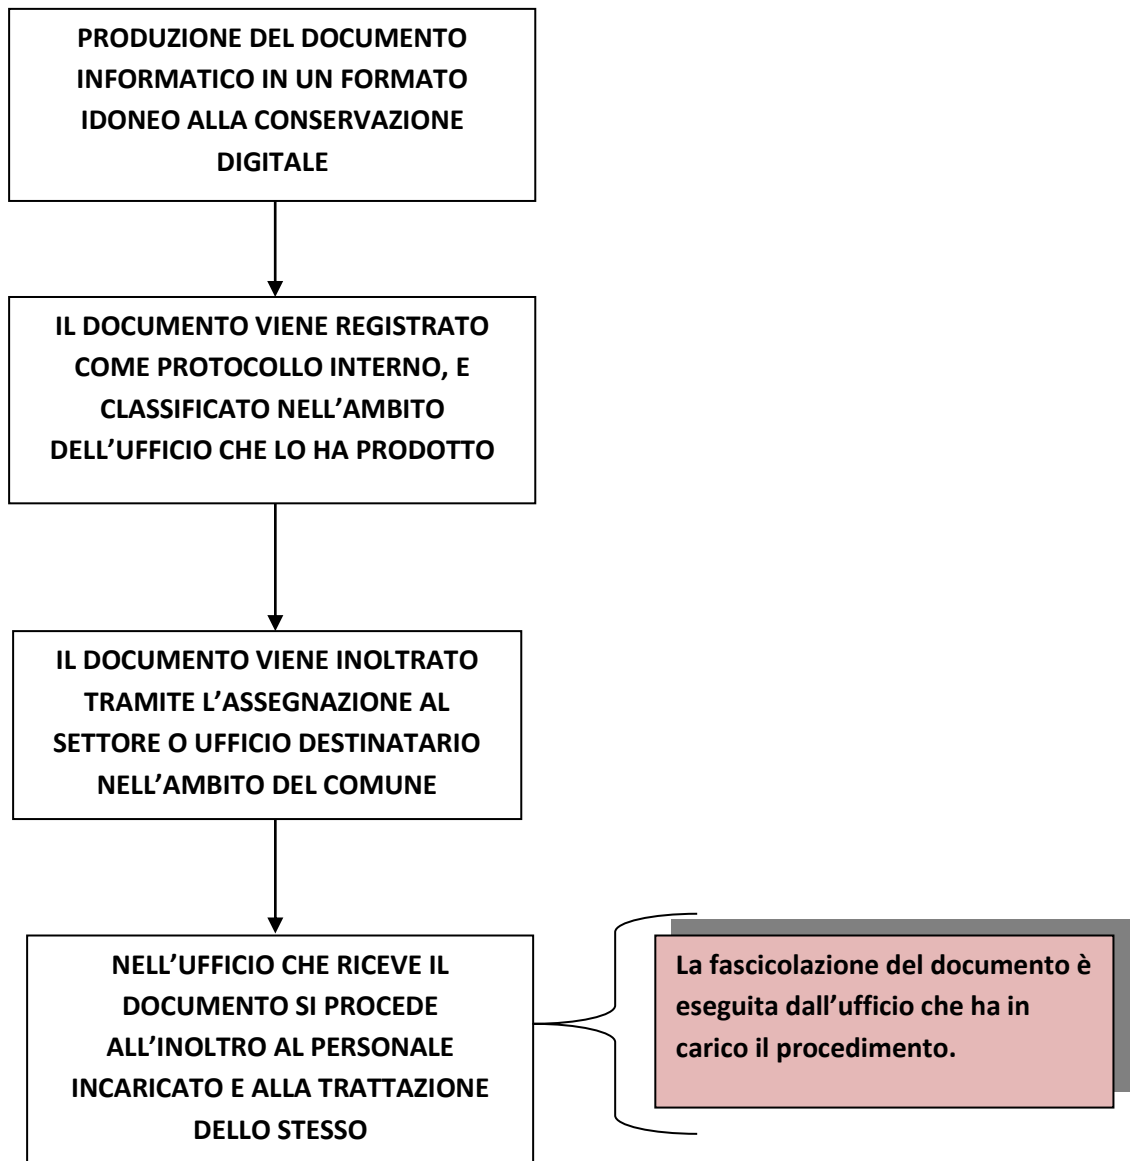 PRODUZIONE DEL DOCUMENTO
INFORMATICO IN UN FORMATO
IDONEO ALLA CONSERVAZIONE
DIGITALE
IL DOCUMENTO VIENE REGISTRATO
COME PROTOCOLLO INTERNO, E
CLASSIFICATO NELL’AMBITO
DELL’UFFICIO CHE LO HA PRODOTTO
IL DOCUMENTO VIENE INOLTRATO
TRAMITE L’ASSEGNAZIONE AL
SETTORE O UFFICIO DESTINATARIO
NELL’AMBITO DEL COMUNE
NELL’UFFICIO CHE RICEVE IL
DOCUMENTO SI PROCEDE
ALL’INOLTRO AL PERSONALE
INCARICATO E ALLA TRATTAZIONE
DELLO STESSO
La fascicolazione del documento è
eseguita dall’ufficio che ha in
carico il procedimento.